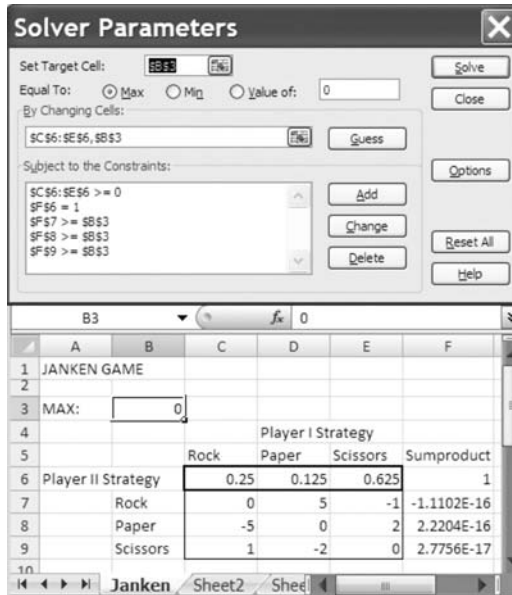 Solver Parameters
Set Target Cell: $B$3 Solve
Equal To: Max Min Value of: 0 Close
By Changing Cells:
$C$6:$E$6,$B$3 Guess
Subject to the Constraints: Options
$C$6:$E$6 >= 0 Add
$F$6 = 1
$F$7 >= $B$3 Change
$F$8 >= $B$3 Reset All
$F$9 >= $B$3 Delete
Help
B3 fx 0
A B C D E F
1 JANKEN GAME
2
3 MAX: 0
4 Player I Strategy
5 Rock Paper Scissors Sumproduct
6 Player II Strategy 0.25 0.125 0.625 1
7 Rock 0 5 -1 -1.1102E-16
8 Paper -5 0 2 2.2204E-16
9 Scissors 1 -2 0 2.7756E-17
10
Janken Sheet2 Shee